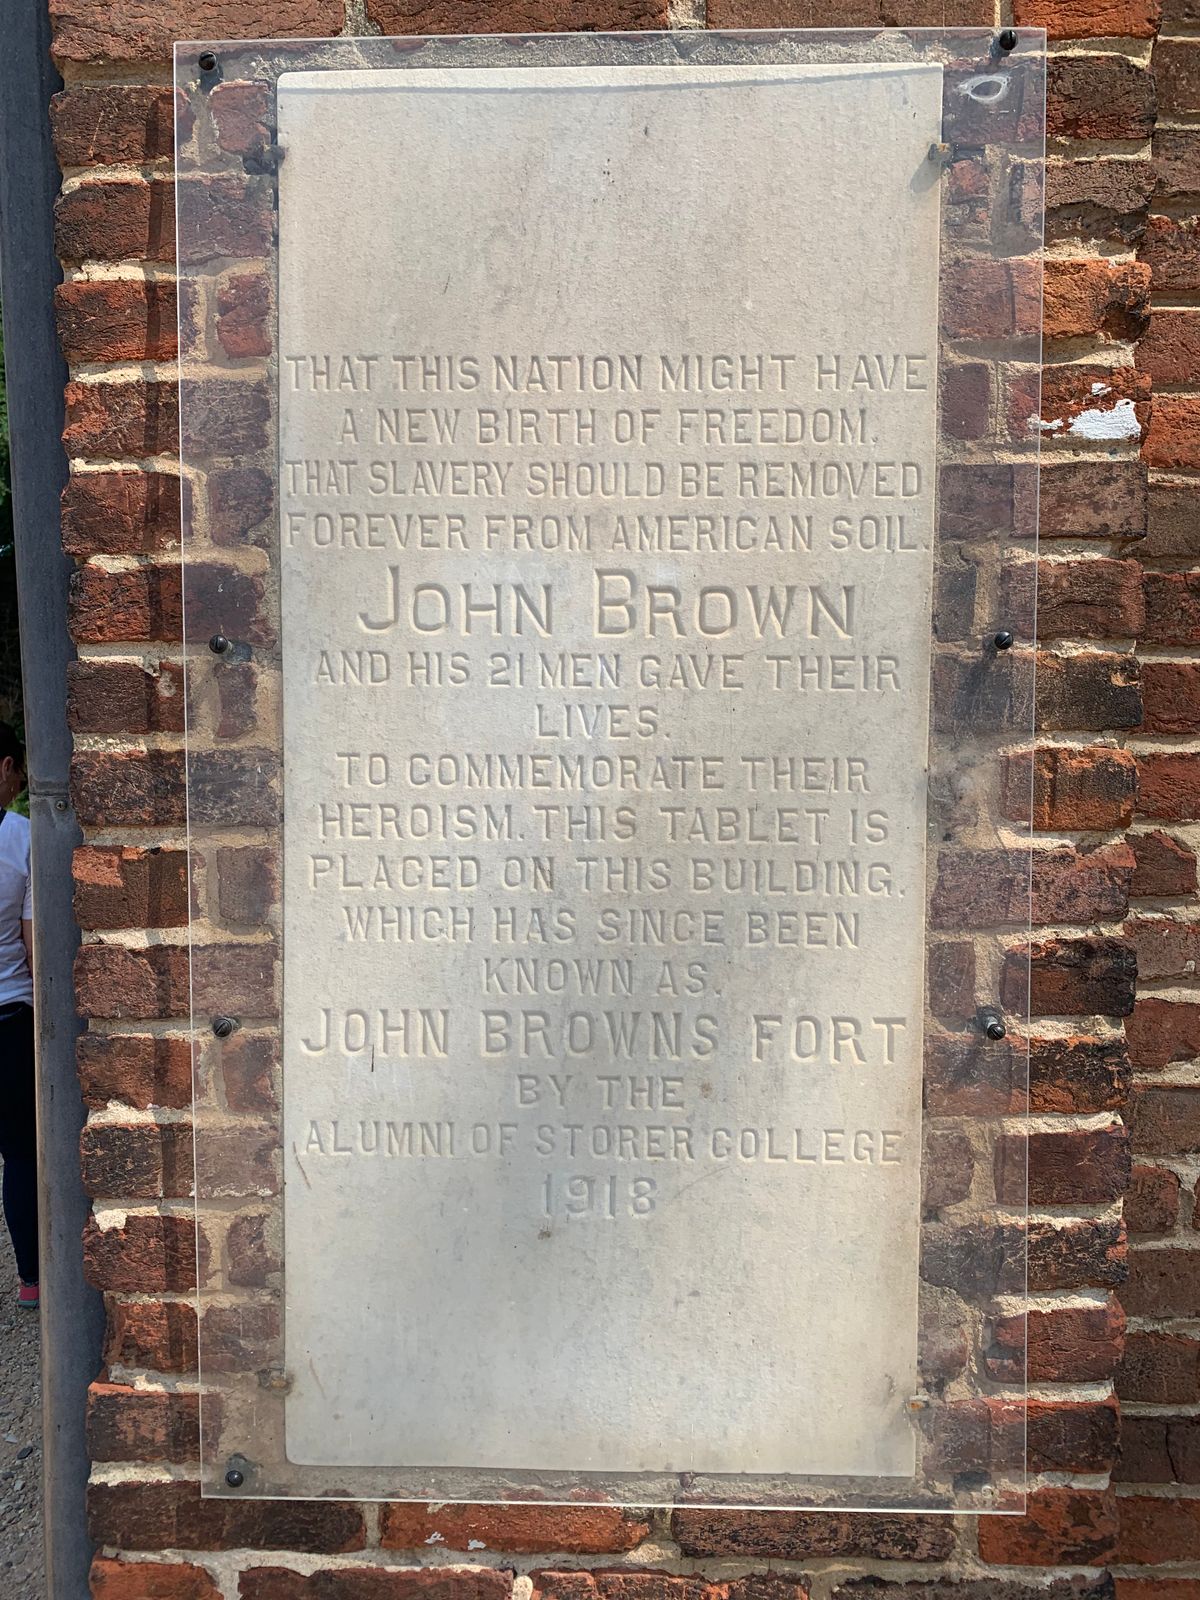 THAT THIS NATION MIGHT HAVE
A NEW BIRTH OF FREEDOM.
THAT SLAVERY SHOULD BE REMOVED
FOREVER FROM AMERICAN SOIL.
JOHN BROWN
AND HIS 21 MEN GAVE THEIR
LIVES.
TO COMMEMORATE THEIR
HEROISM. THIS TABLET IS
PLACED ON THIS BUILDING.
WHICH HAS SINCE BEEN
KNOWN AS.
JOHN BROWNS FORT
BY THE
ALUMNI OF STORER COLLEGE
1918